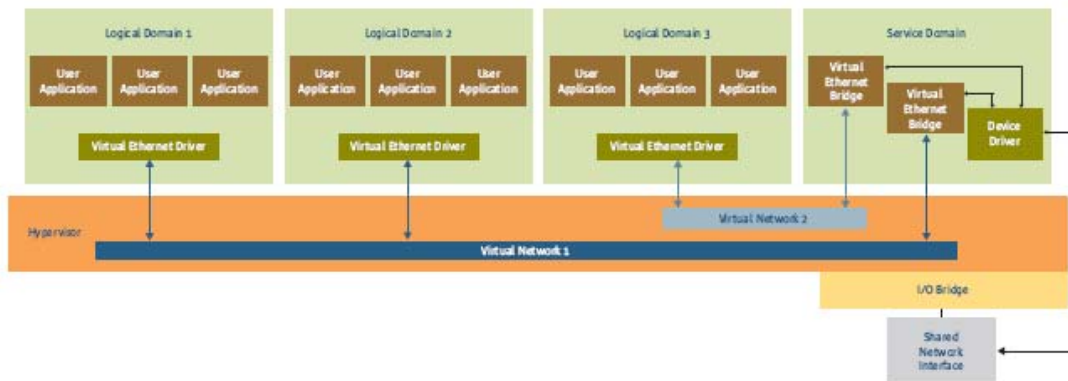 Logical Domain 1
Logical Domain 2
Logical Domain 3
Service Domain
User Application
User Application
User Application
User Application
User Application
User Application
User Application
User Application
User Application
Virtual Ethernet Bridge
Virtual Ethernet Bridge
Device Driver
Virtual Ethernet Driver
Virtual Ethernet Driver
Virtual Ethernet Driver
Virtual Network 2
Hypervisor
Virtual Network 1
I/O Bridge
Shared Network Interface